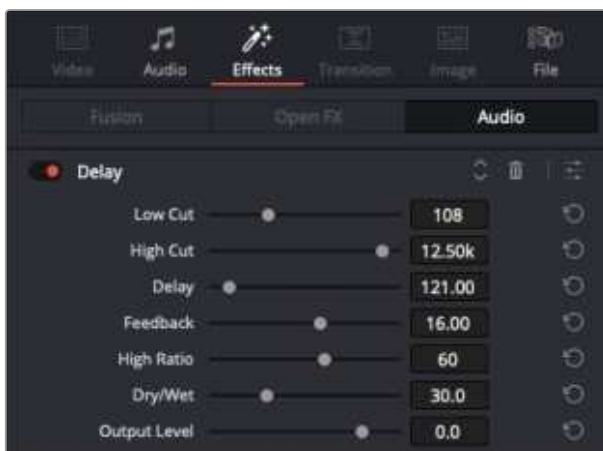 Video Audio Effects Transition Image File
Fusion Open FX Audio
Delay
Low Cut 108
High Cut 12.50k
Delay 121.00
Feedback 16.00
High Ratio 60
Dry/Wet 30.0
Output Level 0.0